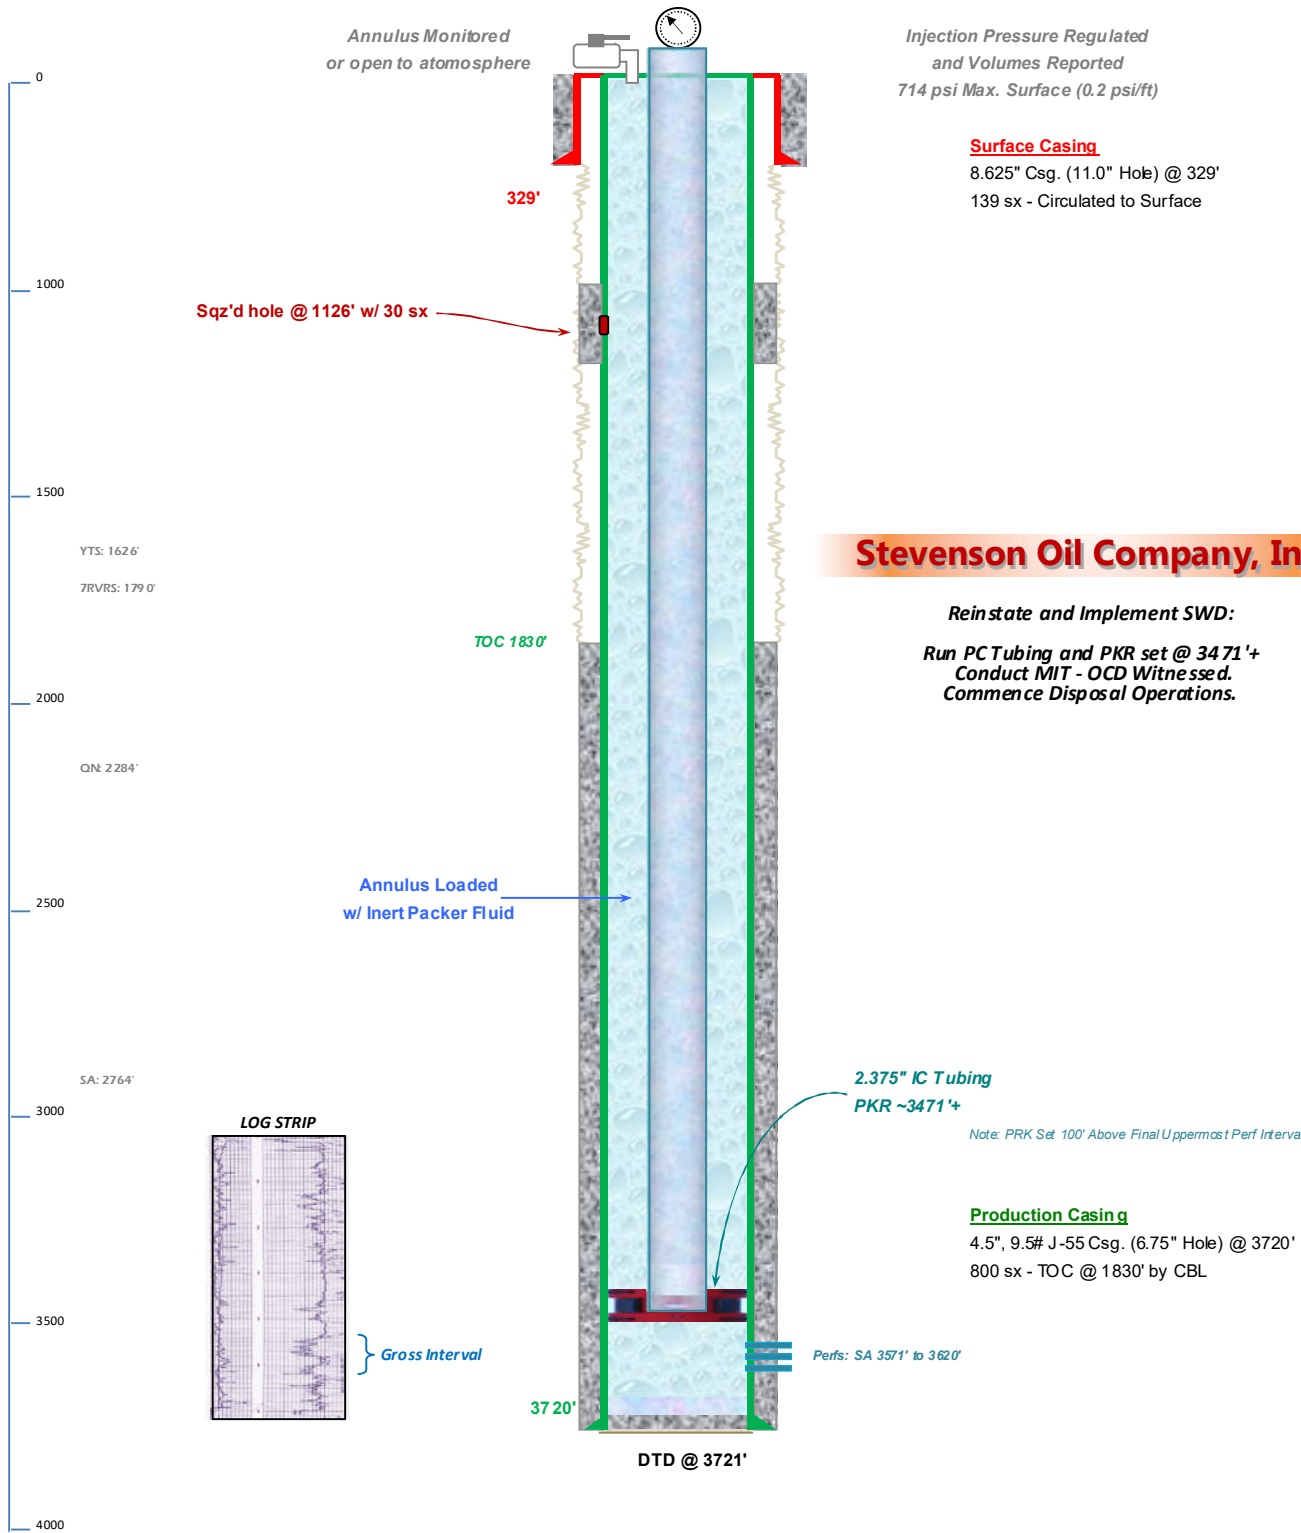 Annulus Monitored
or open to atomosphere
Injection Pressure Regulated
and Volumes Reported
714 psi Max. Surface (0.2 psi/ft)
0
Surface Casing
8.625" Csg. (11.0" Hole) @ 329'
139 sx - Circulated to Surface
329'
1000
Sqz'd hole @ 1126' w/ 30 sx
1500
YTS: 1626'
7RVRS: 1790'
Stevenson Oil Company, In
Reinstate and Implement SWD:
Run PC Tubing and PKR set @ 3471'+
Conduct MIT - OCD Witnessed.
Commence Disposal Operations.
TOC 1830'
2000
QN: 2284'
Annulus Loaded
w/ Inert Packer Fluid
2500
SA: 2764'
2.375" IC Tubing
PKR ~3471'+
3000
LOG STRIP
Note: PRK Set 100' Above Final Uppermost Perf Interva
Production Casing
4.5", 9.5# J-55 Csg. (6.75" Hole) @ 3720'
800 sx - TOC @ 1830' by CBL
3500
Gross Interval
Perfs: SA 3571' to 3620'
3720'
DTD @ 3721'
4000